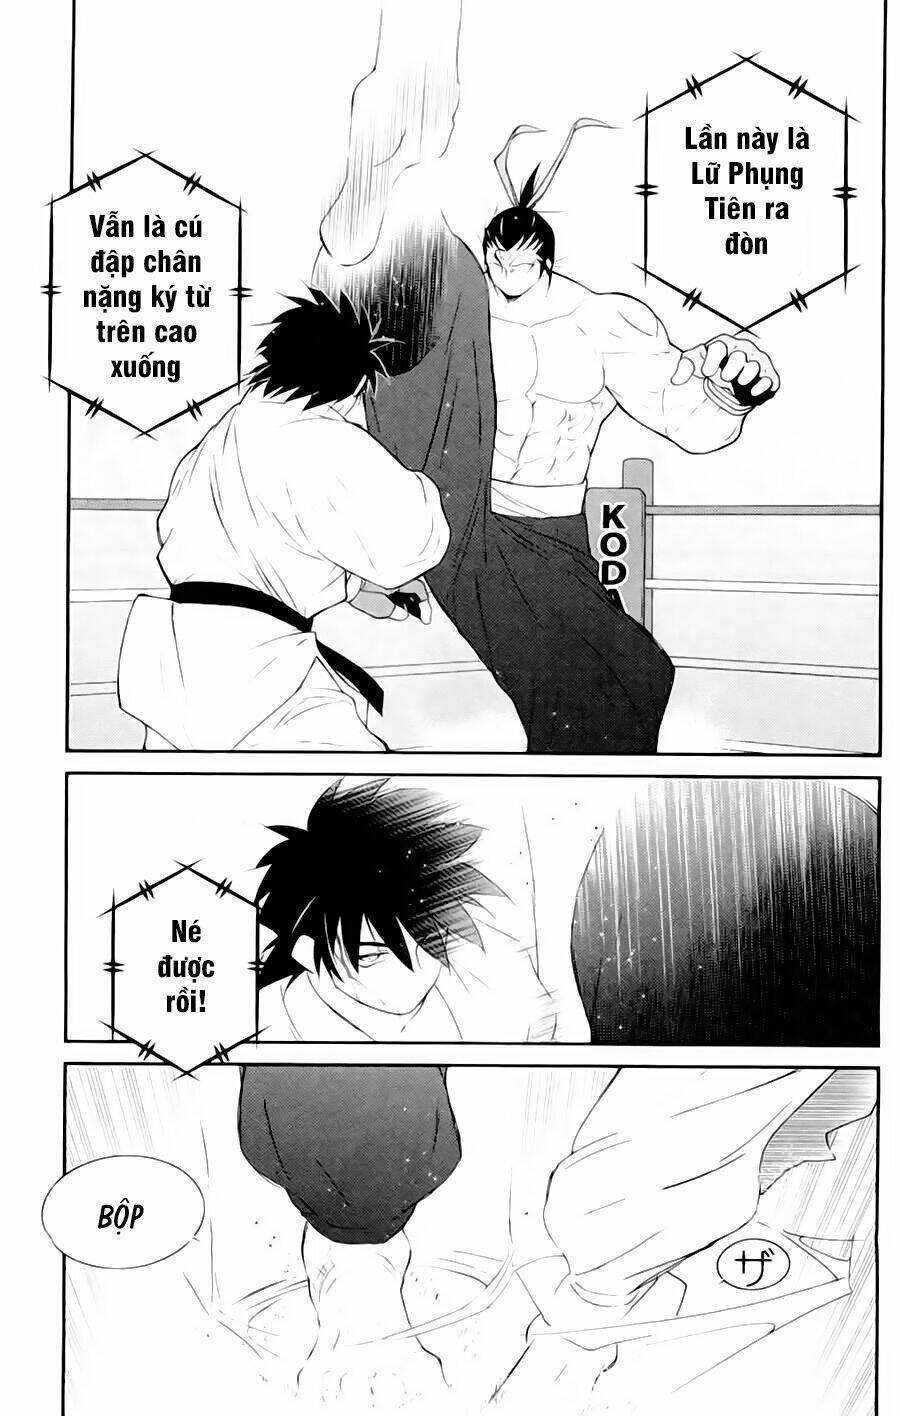 Lần này là
Lữ Phụng
Tiên ra
đòn
Vẫn là cú
đập chân
nặng ký từ
trên cao
xuống
KODA
Né
được
rồi!
BỘP
ザ